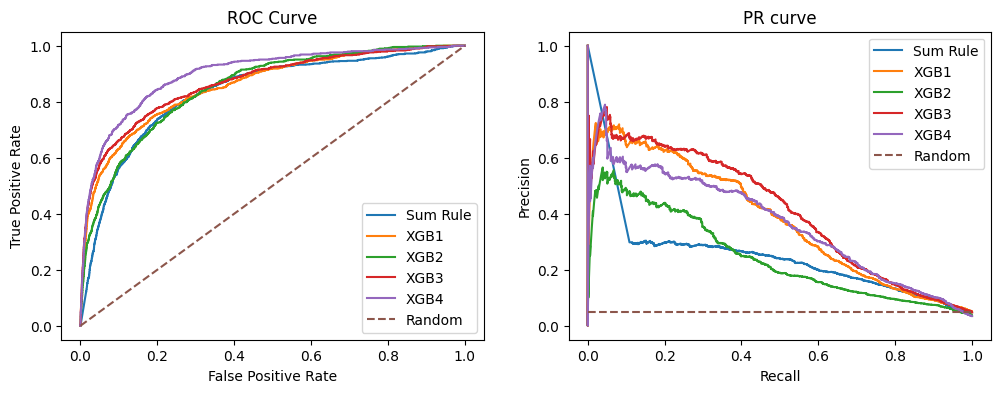 ROC Curve
True Positive Rate
1.0
0.8
0.6
0.4
0.2
0.0
Sum Rule
XGB1
XGB2
XGB3
XGB4
Random
0.0 0.2 0.4 0.6 0.8 1.0
False Positive Rate
PR curve
Precision
1.0
0.8
0.6
0.4
0.2
0.0
Sum Rule
XGB1
XGB2
XGB3
XGB4
Random
0.0 0.2 0.4 0.6 0.8 1.0
Recall